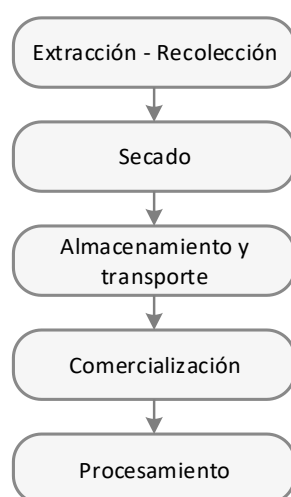 Extracción - Recolección
Secado
Almacenamiento y
transporte
Comercialización
Procesamiento